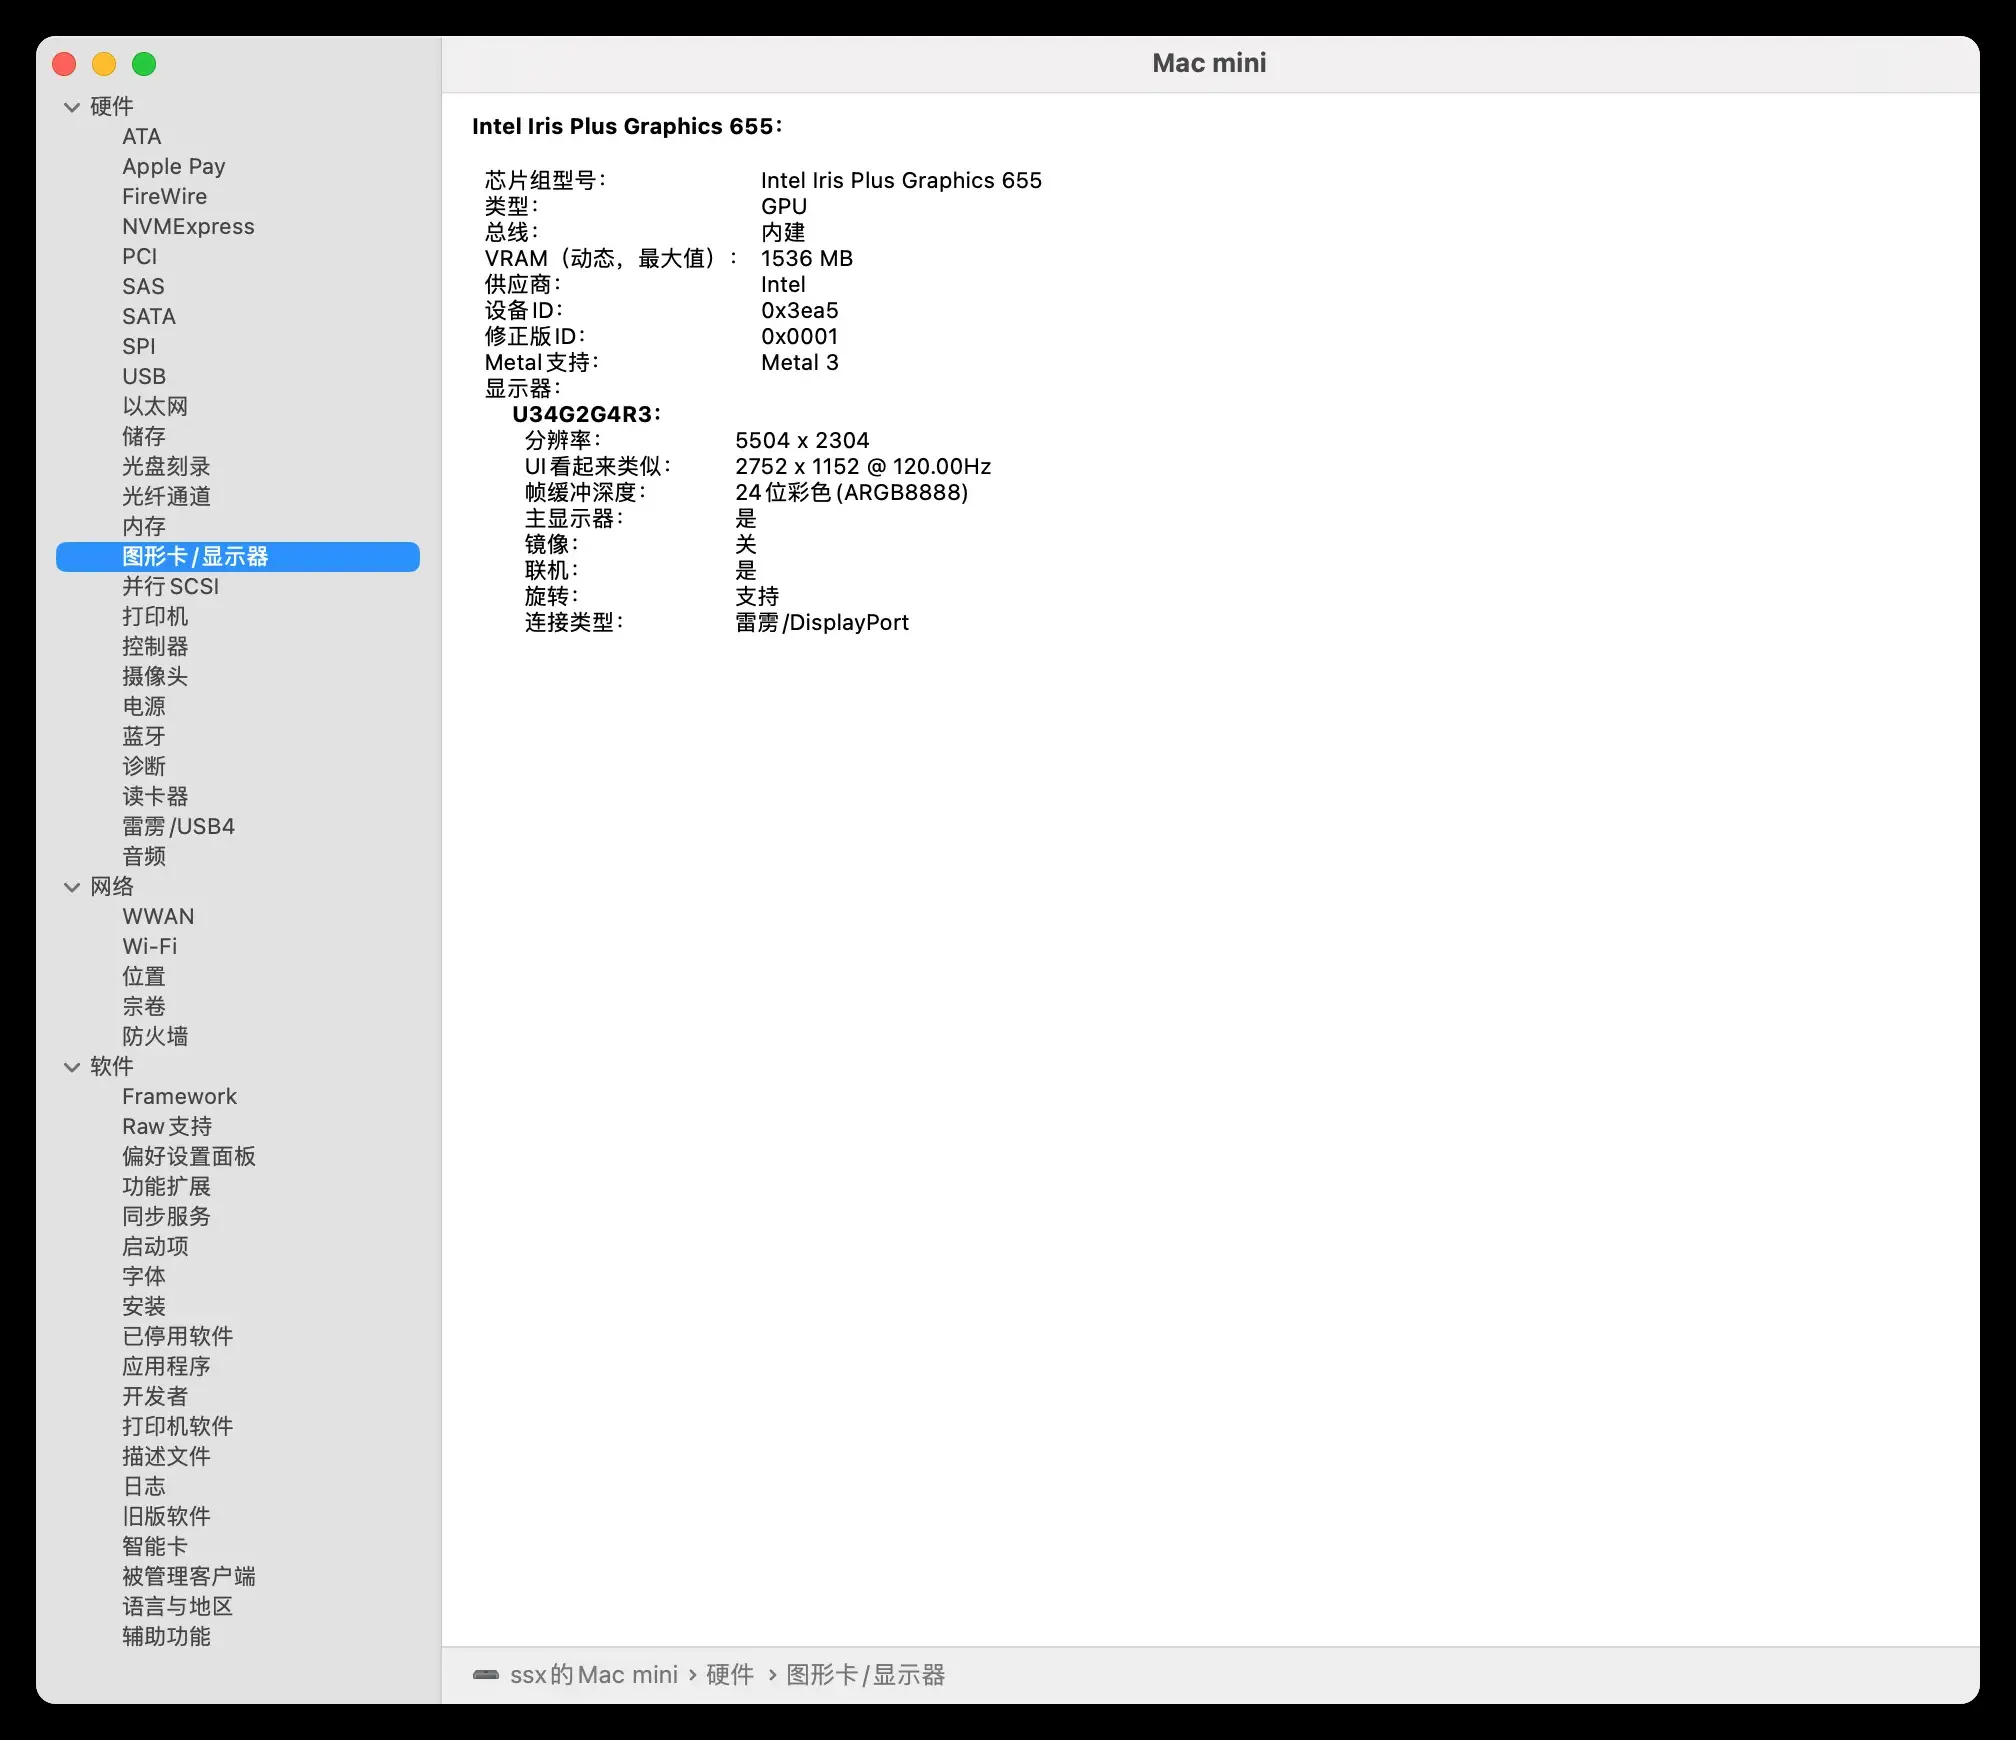 Mac mini
硬件
ATA
Apple Pay
FireWire
NVMExpress
PCI
SAS
SATA
SPI
USB
以太网
储存
光盘刻录
光纤通道
内存
图形卡/显示器
并行SCSI
打印机
控制器
摄像头
电源
蓝牙
诊断
读卡器
雷雳/USB4
音频
网络
WWAN
Wi-Fi
位置
宗卷
防火墙
软件
Framework
Raw支持
偏好设置面板
功能扩展
同步服务
启动项
字体
安装
已停用软件
应用程序
开发者
打印机软件
描述文件
日志
旧版软件
智能卡
被管理客户端
语言与地区
辅助功能
Intel Iris Plus Graphics 655:
芯片组型号: Intel Iris Plus Graphics 655
类型: GPU
总线: 内建
VRAM（动态，最大值）: 1536 MB
供应商: Intel
设备ID: 0x3ea5
修正版ID: 0x0001
Metal支持: Metal 3
显示器:
U34G2G4R3:
分辨率: 5504 x 2304
UI看起来类似: 2752 x 1152 @ 120.00Hz
帧缓冲深度: 24位彩色(ARGB8888)
主显示器: 是
镜像: 关
联机: 是
旋转: 支持
连接类型: 雷雳/DisplayPort
ssx的Mac mini › 硬件 › 图形卡/显示器